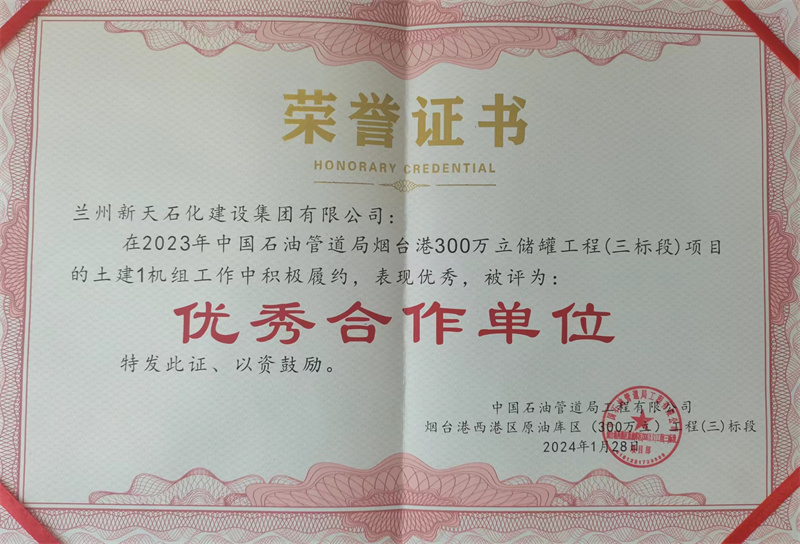 荣誉证书
HONORARY CREDENTIAL
兰州新天石化建设集团有限公司：
在2023年中国石油管道局烟台港300万立储罐工程(三标段)项目
的土建1机组工作中积极履约，表现优秀，被评为：
优秀合作单位
特发此证、以资鼓励。
中国石油管道局工程有限公司
烟台港西港区原油库区（300万立）工程(三)标段
2024年1月28日